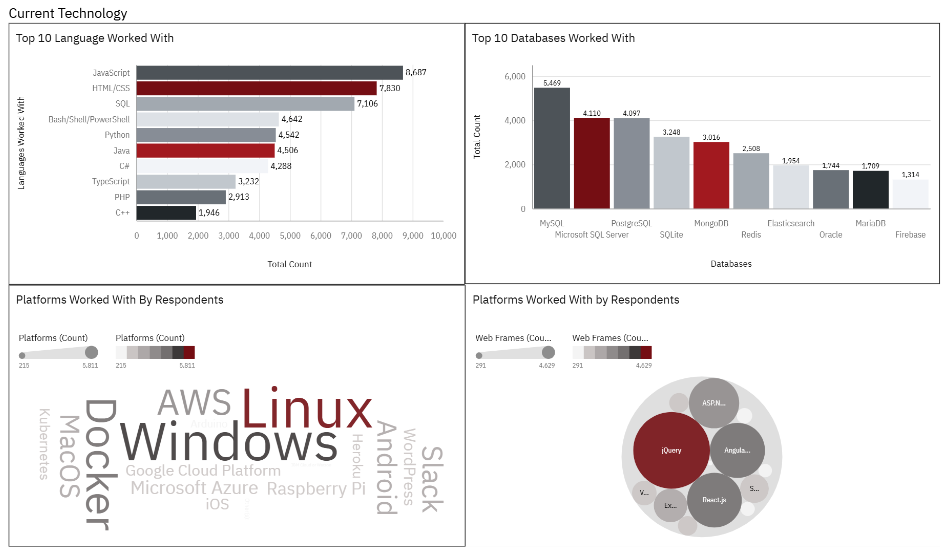 Current Technology
Top 10 Language Worked With
Languages Worked With
JavaScript 8,687
HTML/CSS 7,830
SQL 7,106
Bash/Shell/PowerShell 4,642
Python 4,542
Java 4,506
C# 4,288
TypeScript 3,232
PHP 2,913
C++ 1,946
0 1,000 2,000 3,000 4,000 5,000 6,000 7,000 8,000 9,000 10,000
Total Count
Top 10 Databases Worked With
Total Count
6,000
4,000
2,000
0
5,469 4,110 4,097 3,248 3,016 2,508 1,954 1,744 1,709 1,314
MySQL PostgreSQL MongoDB Elasticsearch MariaDB
Microsoft SQL Server SQLite Redis Oracle Firebase
Databases
Platforms Worked With By Respondents
Platforms (Count) Platforms (Count)
215 5,811 215 5,811
AWS Linux
Kubernetes
MacOS
Docker
Windows
Heroku
Android
WordPress
Slack
Google Cloud Platform
Microsoft Azure Raspberry Pi
iOS
Platforms Worked With by Respondents
Web Frames (Cou... Web Frames (Cou...
291 4,629 291 4,629
ASP.N...
jQuery Angula...
V... React.js S...
Ex...